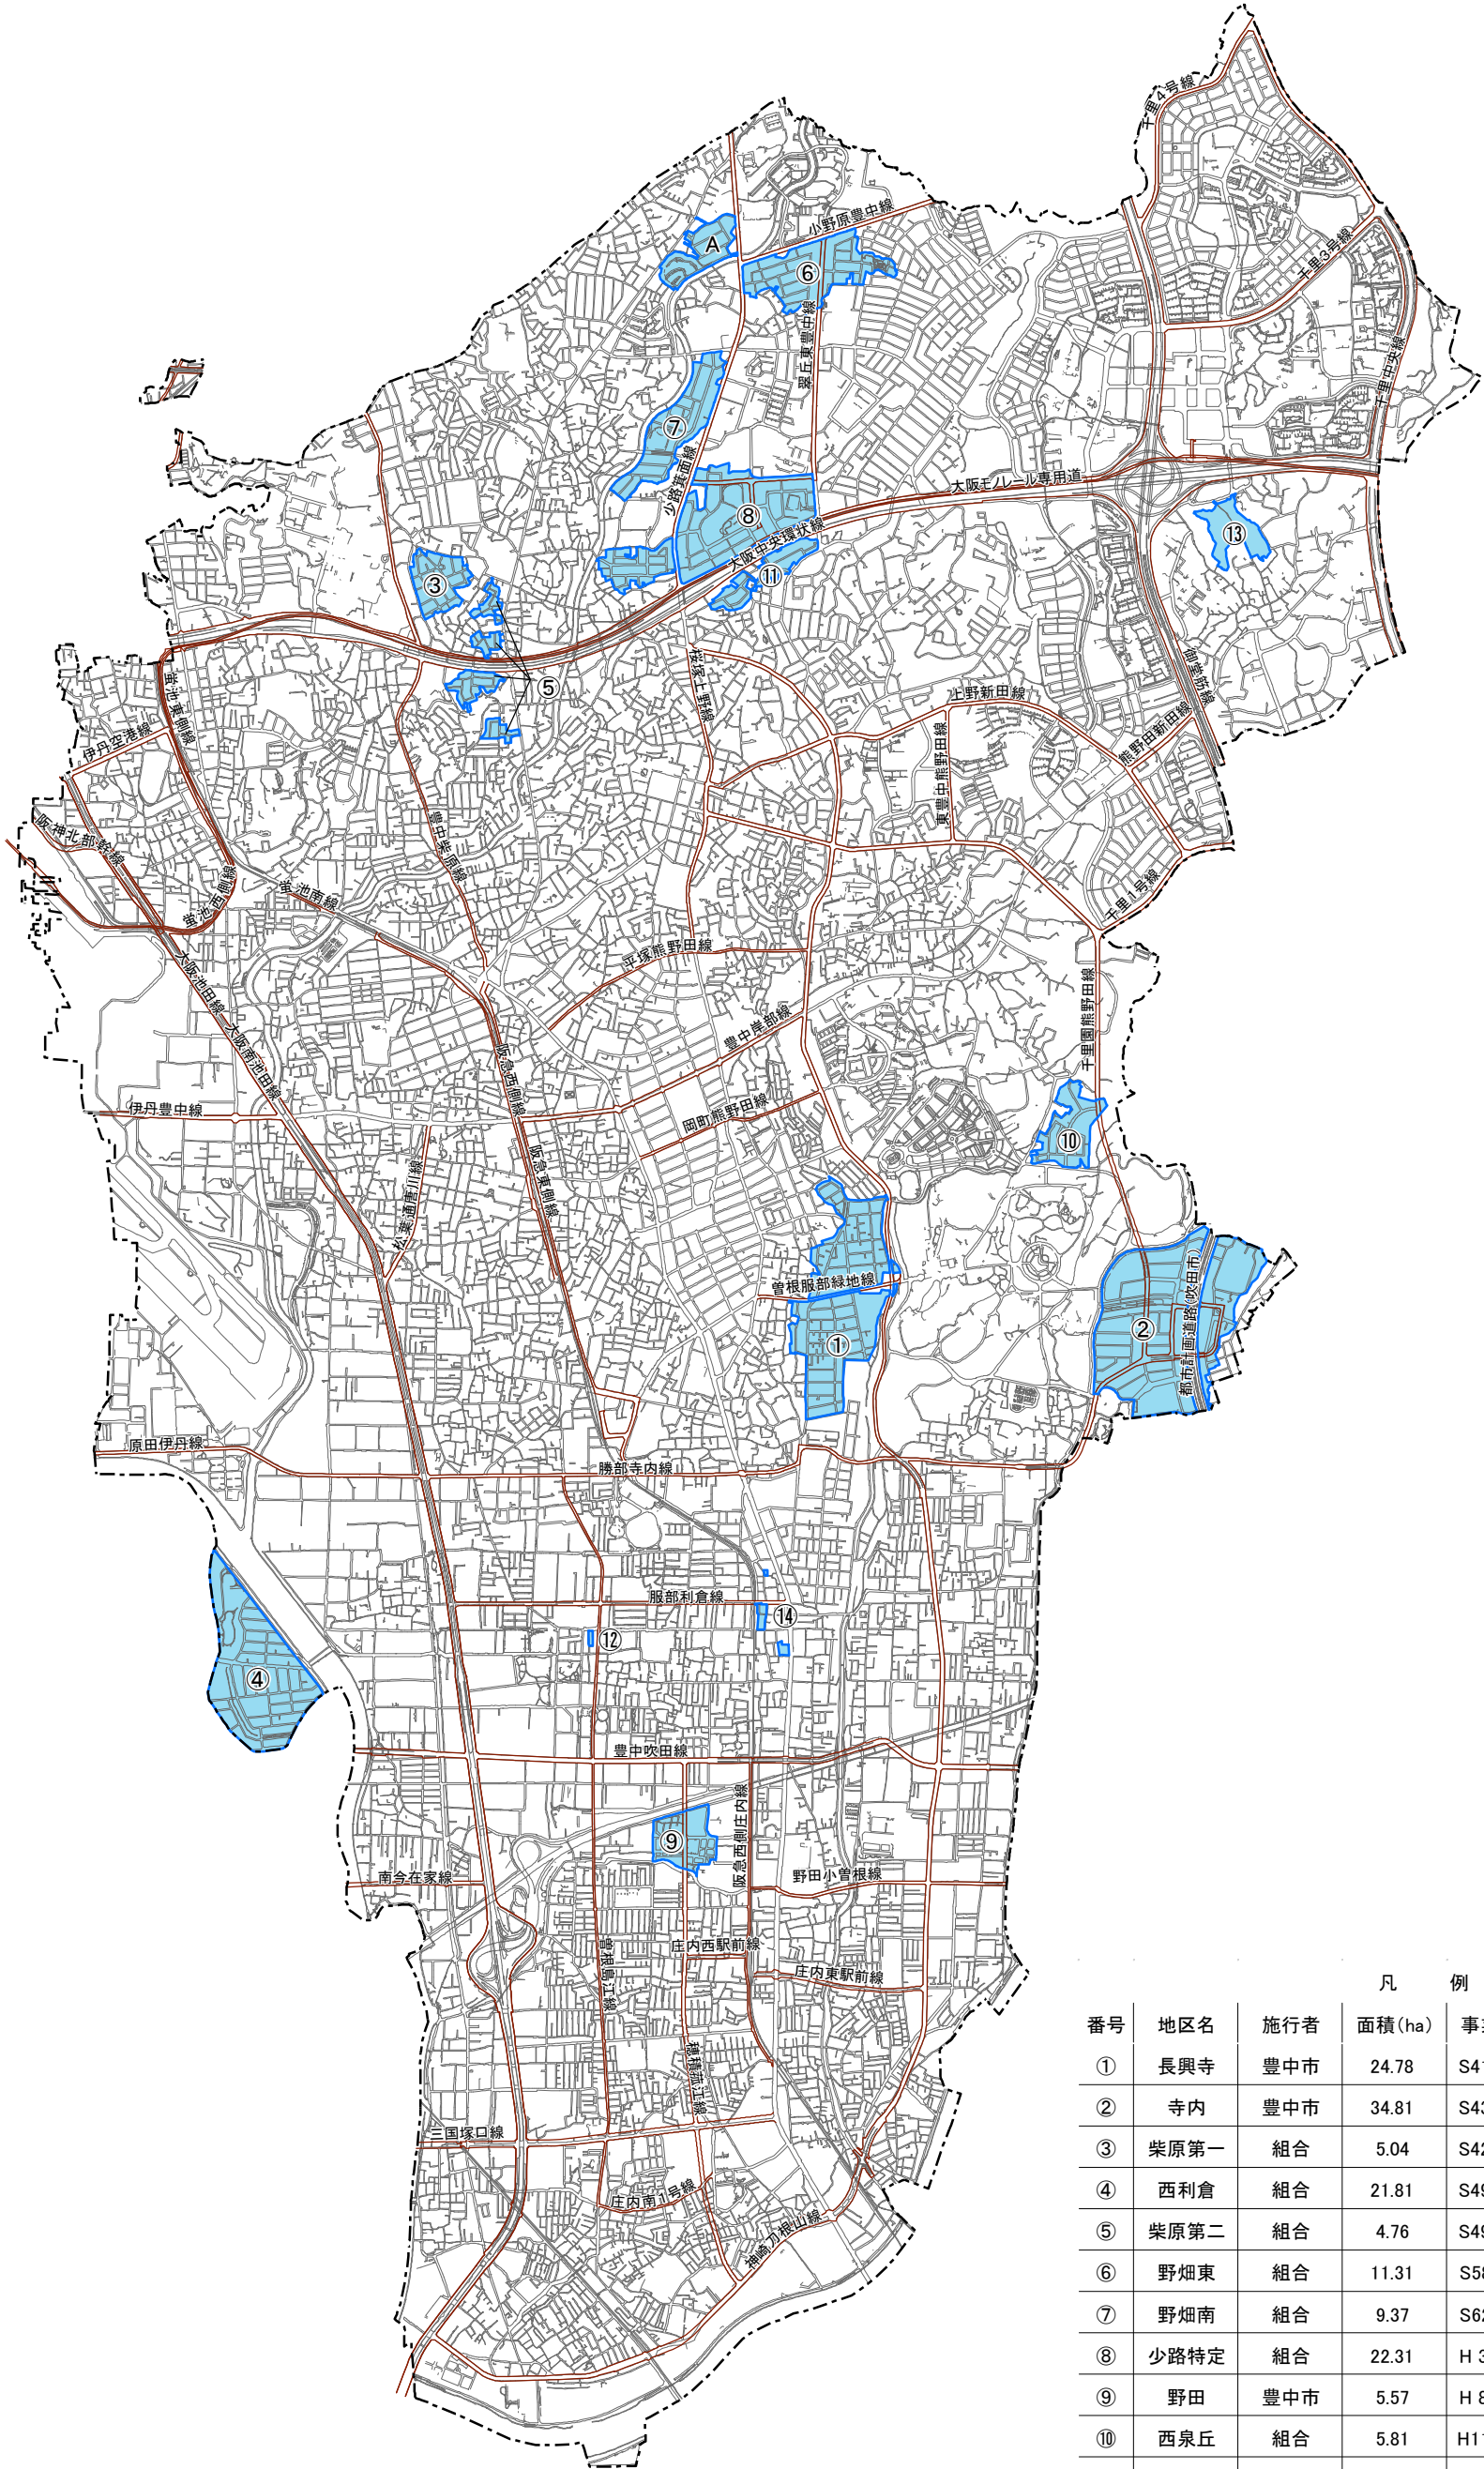 千里4号線
小野原豊中線
A
⑥
千里3号線
翠丘東豊中線
千里中央線
⑦
少路箕面線
大阪モノレール専用道
⑧
⑬
大阪中央環状線
⑪
③
⑤
桜塚上野線
御堂筋線
蛍池東側線
上野新田線
伊丹空港線
熊野田新田線
東豊中熊野田線
阪神北部幹線
豊中柴原線
蛍池西側線
蛍池南線
千里1号線
平塚熊野田線
大阪池田線
千里園熊野田線
豊中岸部線
大阪南池田線
阪急西側線
伊丹豊中線
岡町熊野田線
⑩
松葉通唐川線
阪急東側線
曽根服部緑地線
都市計画道路(吹田市)
②
①
原田伊丹線
勝部寺内線
服部利倉線
⑭
⑫
④
豊中吹田線
阪急西側庄内線
⑨
南今在家線
野田小曽根線
庄内西駅前線
曽根島江線
庄内東駅前線
穂積菰江線
三国塚口線
庄内南1号線
神崎刀根山線
凡 例
番号 地区名 施行者 面積(ha)
① 長興寺 豊中市 24.78 S41
② 寺内 豊中市 34.81 S43
③ 柴原第一 組合 5.04 S42
④ 西利倉 組合 21.81 S49
⑤ 柴原第二 組合 4.76 S49
⑥ 野畑東 組合 11.31 S58
⑦ 野畑南 組合 9.37 S62
⑧ 少路特定 組合 22.31 H 3
⑨ 野田 豊中市 5.57 H 8
⑩ 西泉丘 組合 5.81 H11